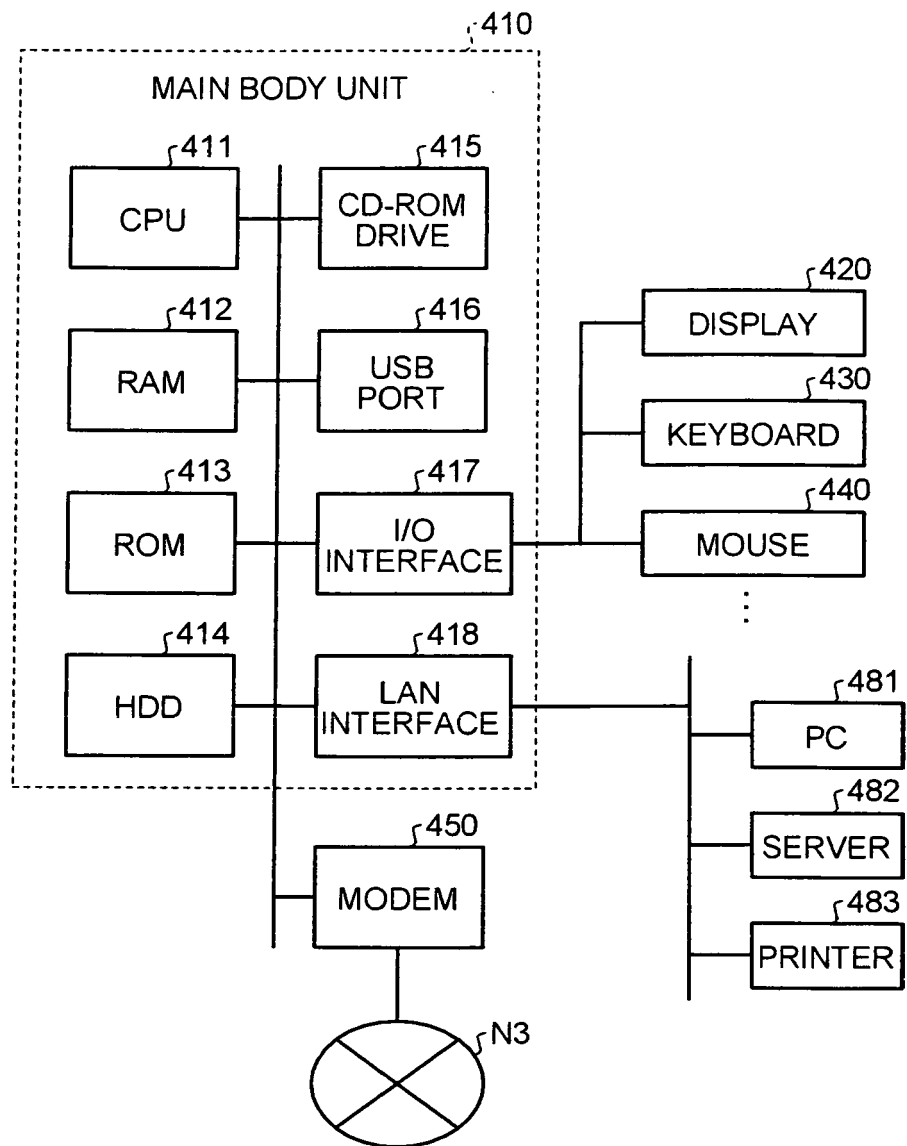 410
MAIN BODY UNIT
411
CPU
415
CD-ROM
DRIVE
412
RAM
416
USB
PORT
413
ROM
417
I/O
INTERFACE
414
HDD
418
LAN
INTERFACE
420
DISPLAY
430
KEYBOARD
440
MOUSE
481
PC
482
SERVER
483
PRINTER
450
MODEM
N3